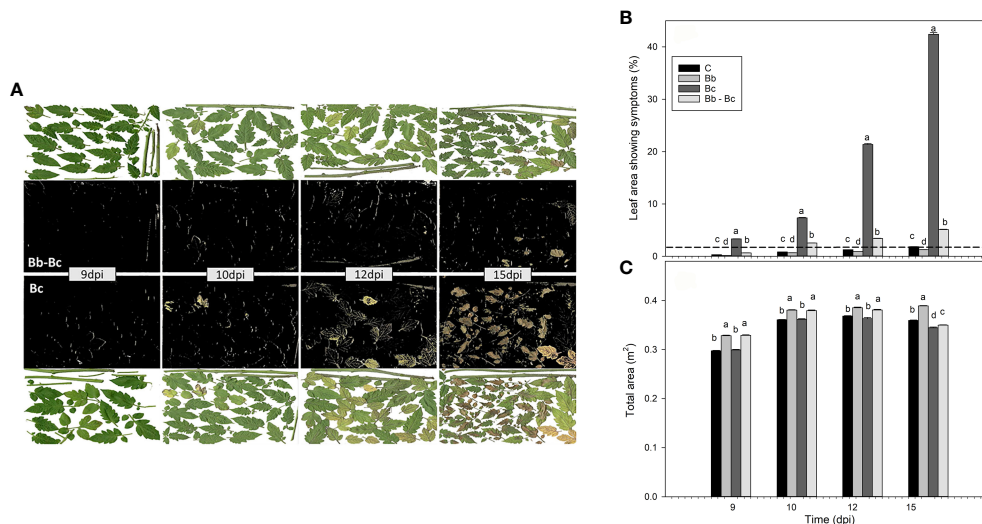 A
Bb-Bc
9dpi
10dpi
12dpi
15dpi
Bc
B
Leaf area showing symptoms (%)
40
30
20
10
0
C
Bb
Bc
Bb - Bc
c d a b
c d a b
c d a b
c d a b
C
Total area (m²)
0.4
0.3
0.2
0.1
0.0
b a b a
b a b a
b a b a
b a d c
9 10 12 15
Time (dpi)